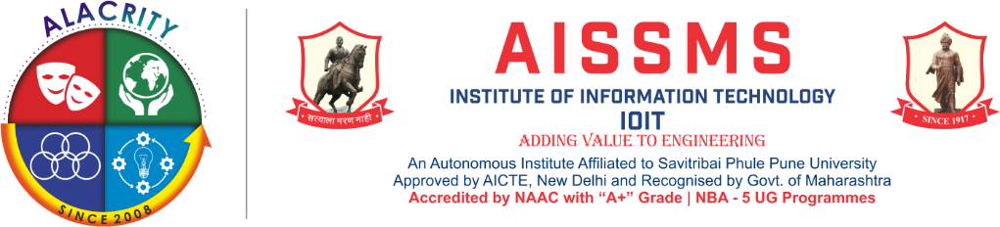 ALACRITY
SINCE 2008
सत्याला मरण नाही
AISSMS
INSTITUTE OF INFORMATION TECHNOLOGY
IOIT
ADDING VALUE TO ENGINEERING
An Autonomous Institute Affiliated to Savitribai Phule Pune University
Approved by AICTE, New Delhi and Recognised by Govt. of Maharashtra
Accredited by NAAC with “A+” Grade | NBA - 5 UG Programmes
SINCE 1917